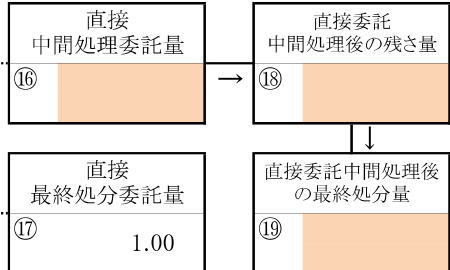 直接
中間処理委託量
⑯
→
直接委託
中間処理後の残さ量
⑱
↓
直接
最終処分委託量
⑰
1.00
直接委託中間処理後
の最終処分量
⑲